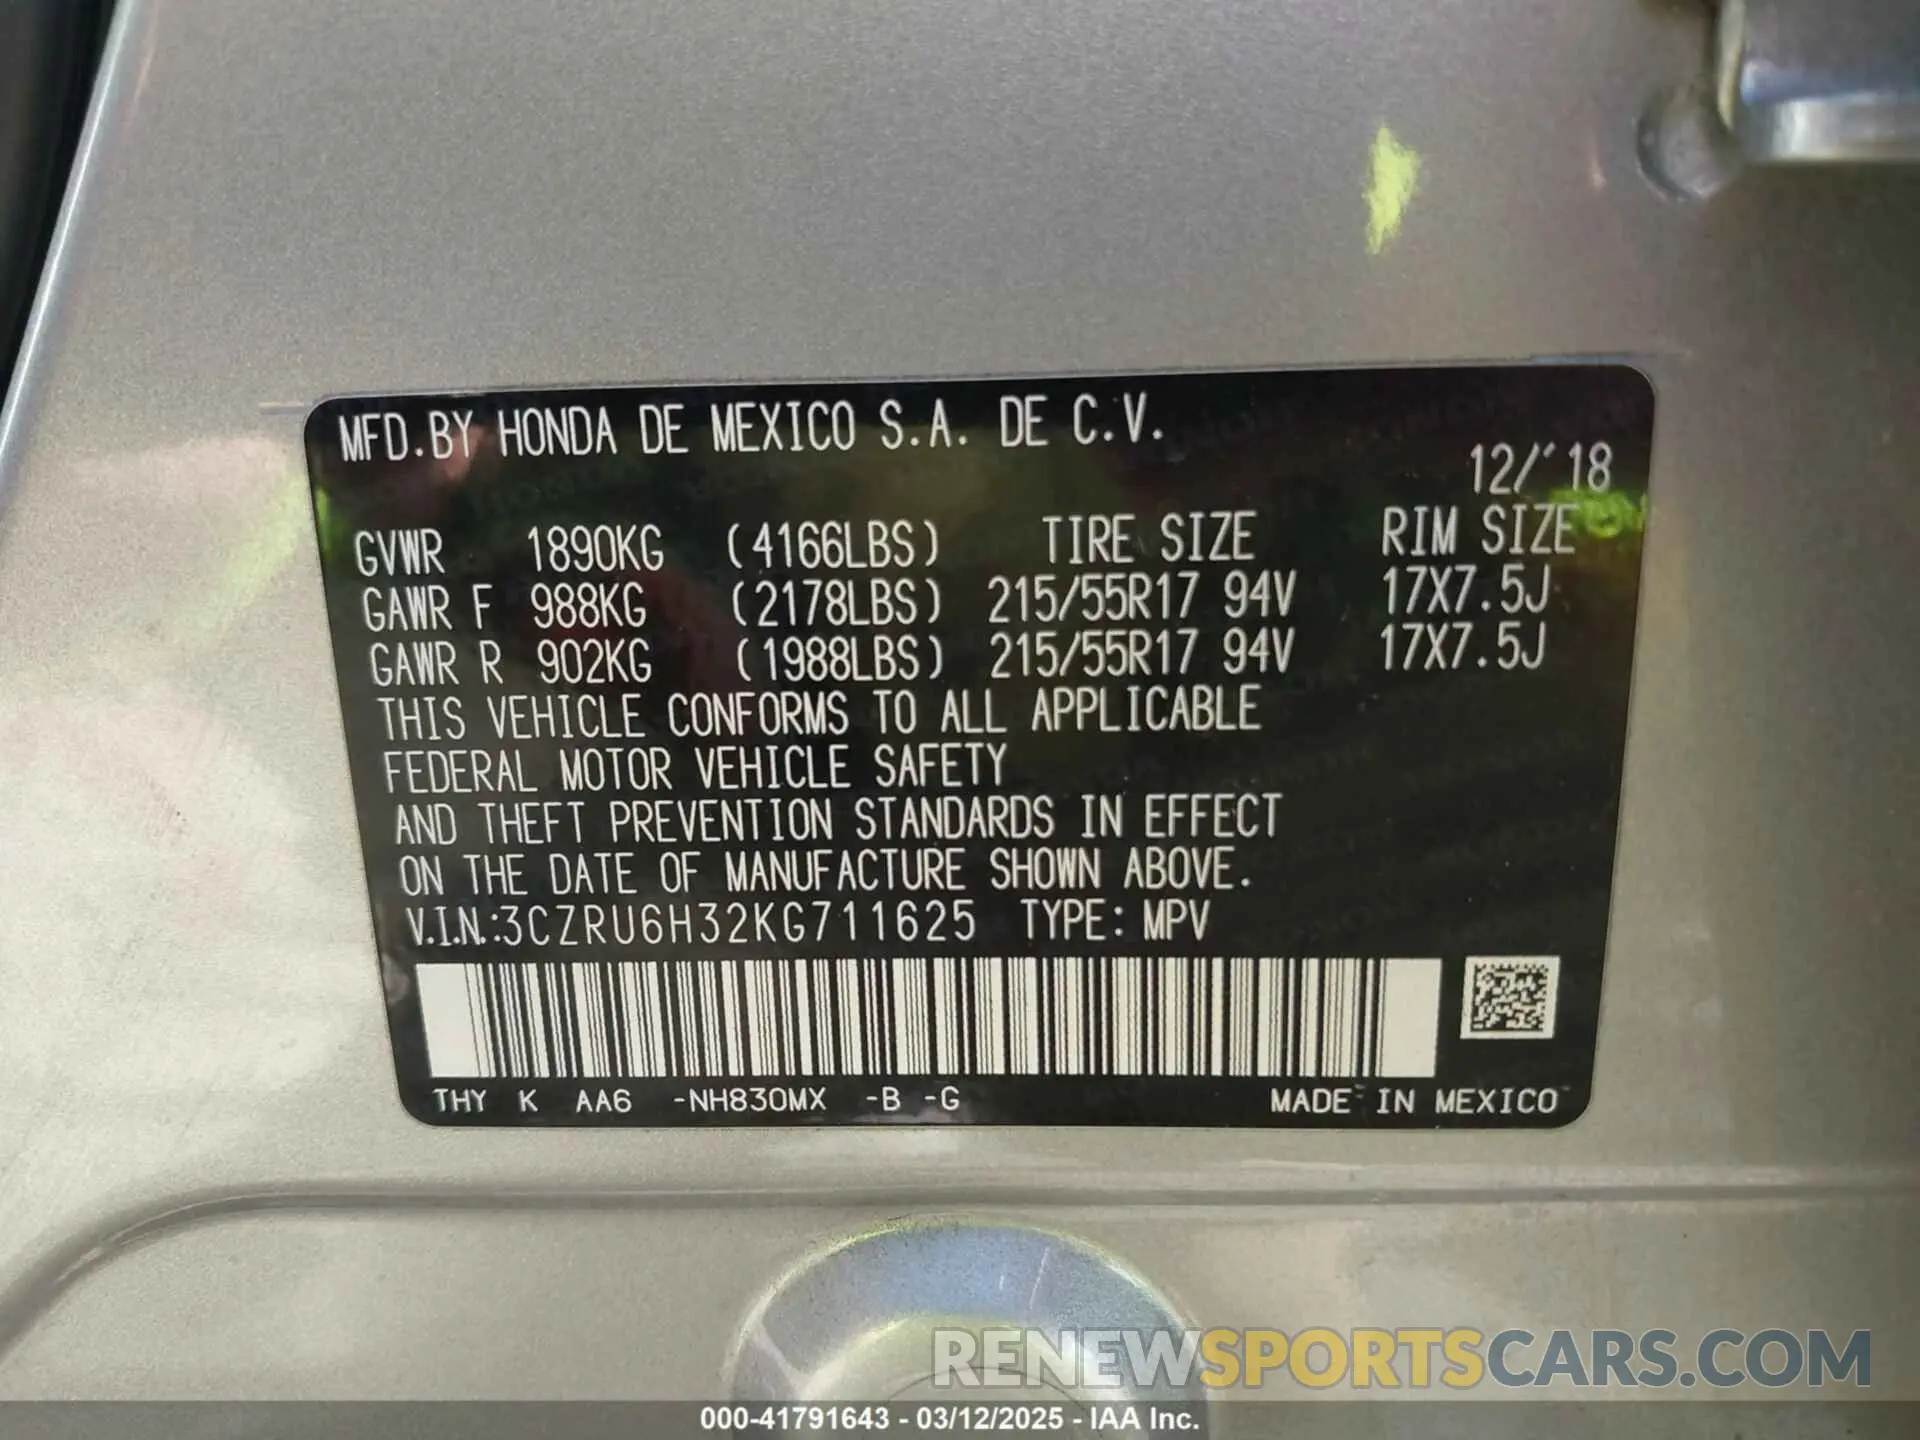 MFD.BY HONDA DE MEXICO S.A. DE C.V.
12/'18
GVWR 1890KG (4166LBS) TIRE SIZE RIM SIZE
GAWR F 988KG (2178LBS) 215/55R17 94V 17X7.5J
GAWR R 902KG (1988LBS) 215/55R17 94V 17X7.5J
THIS VEHICLE CONFORMS TO ALL APPLICABLE
FEDERAL MOTOR VEHICLE SAFETY
AND THEFT PREVENTION STANDARDS IN EFFECT
ON THE DATE OF MANUFACTURE SHOWN ABOVE.
V.I.N.:3CZRU6H32KG711625 TYPE: MPV
THY K AA6 -NH830MX -B -G MADE IN MEXICO
RENEWSPORTSCARS.COM
000-41791643 - 03/12/2025 - IAA Inc.